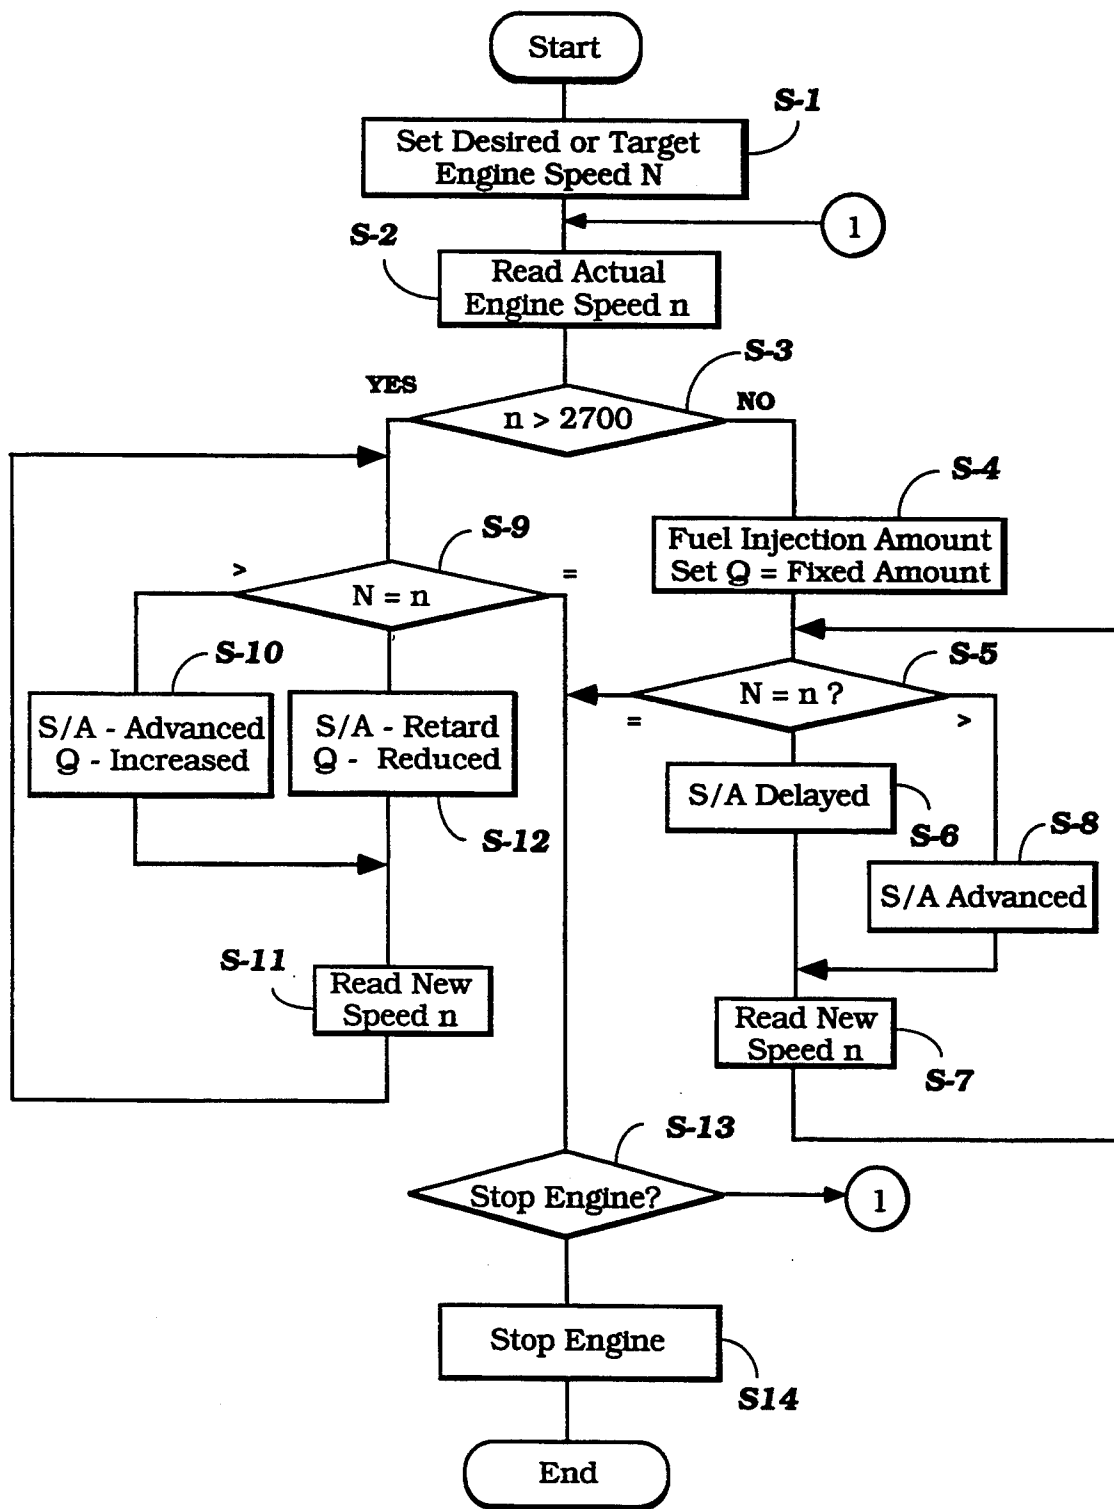 Start
S-1
Set Desired or Target
Engine Speed N
1
S-2
Read Actual
Engine Speed n
S-3
YES
n > 2700
NO
S-4
Fuel Injection Amount
Set Q = Fixed Amount
S-9
>
N = n
=
S-5
N = n ?
=
>
S-10
S/A - Advanced
Q - Increased
S/A - Retard
Q - Reduced
S-12
S/A Delayed
S-6
S-8
S/A Advanced
S-11
Read New
Speed n
Read New
Speed n
S-7
S-13
Stop Engine?
1
Stop Engine
S14
End